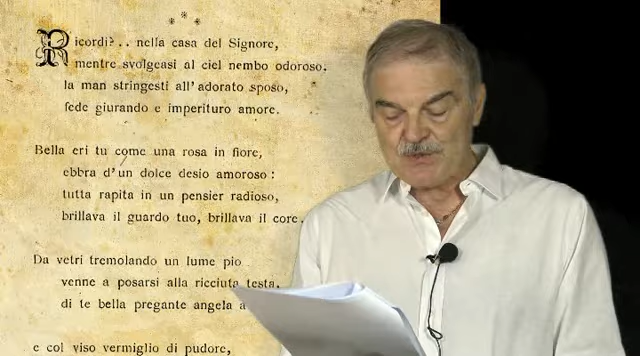 * * *
Ricordi?.. nella casa del Signore,
mentre svolgeasi al ciel nembo odoroso.
la man stringesti all'adorato sposo,
fede giurando e imperituro amore.
Bella eri tu come una rosa in fiore,
ebbra d'un dolce desio amoroso:
tutta rapita in un pensier radioso,
brillava il guardo tuo, brillava il core.
Da vetri tremolando un lume pio
venne a posarsi alla ricciuta testa,
di te bella pregante angela a
e col viso vermiglio di pudore,